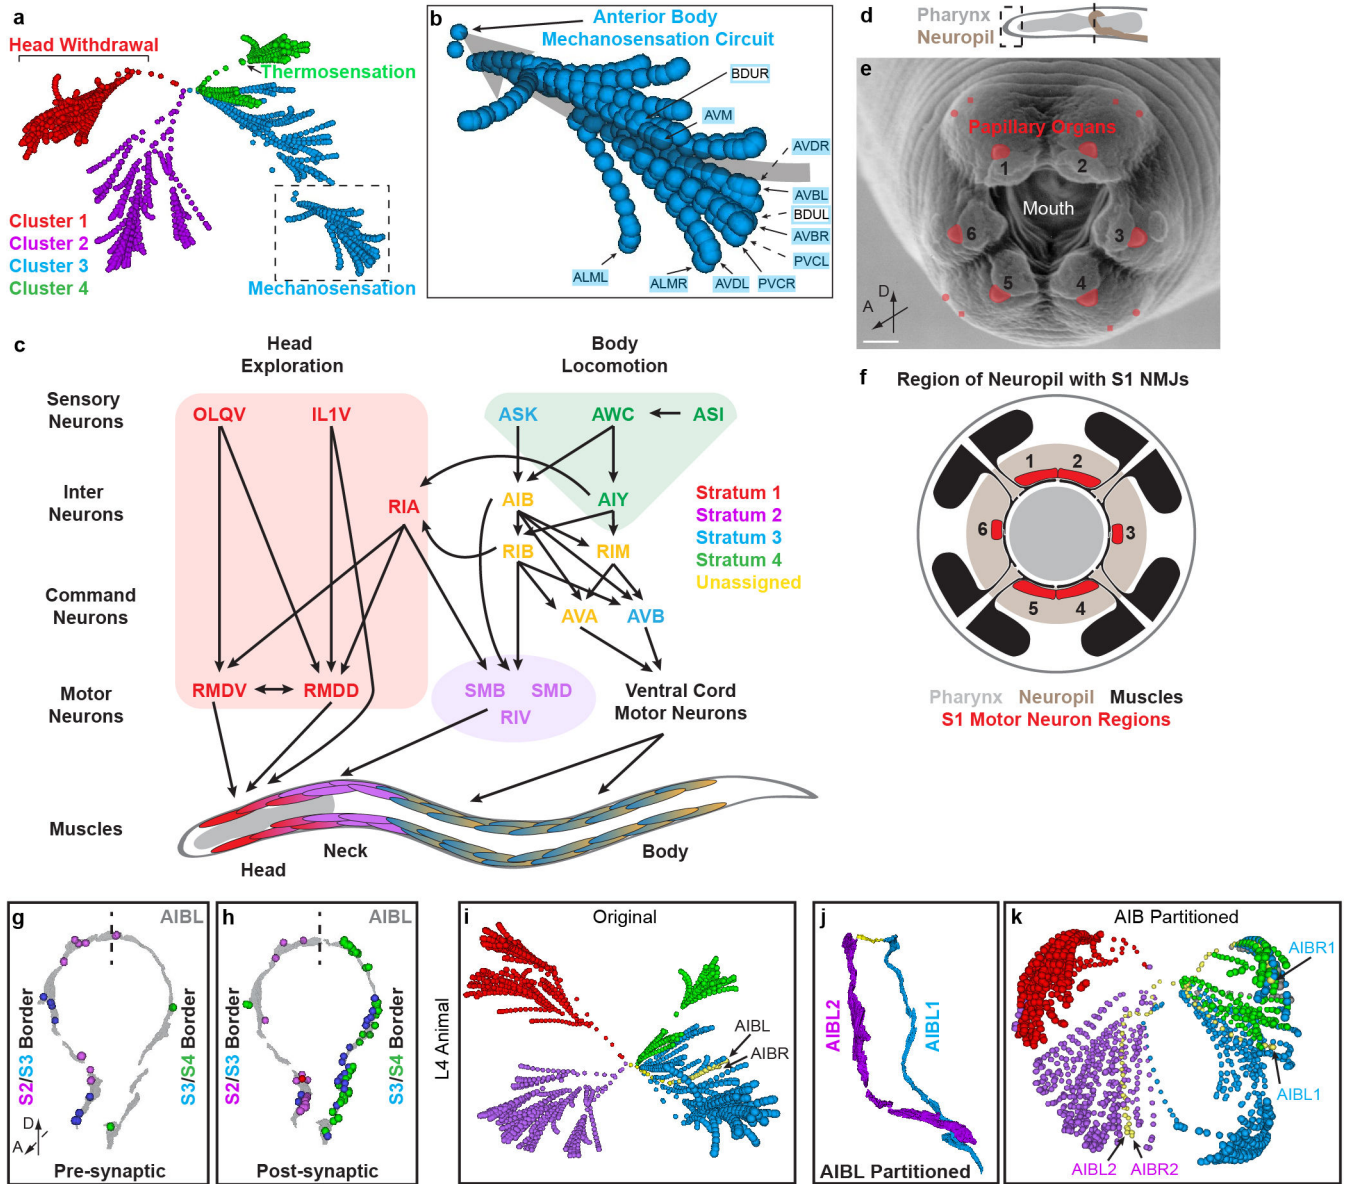 a
Head Withdrawal
Thermosensation
Cluster 1
Cluster 2
Cluster 3
Cluster 4
Mechanosensation
b
Anterior Body
Mechanosensation Circuit
BDUR
AVM
AVDR
AVBL
BDUL
AVBR
PVCL
ALML
ALMR
AVDL
PVCR
c
Head
Exploration
Body
Locomotion
Sensory
Neurons
OLQV
IL1V
ASK
AWC
ASI
Inter
Neurons
RIA
AIB
AIY
RIB
RIM
Stratum 1
Stratum 2
Stratum 3
Stratum 4
Unassigned
Command
Neurons
AVA
AVB
Motor
Neurons
RMDV
RMDD
SMB
SMD
RIV
Ventral Cord
Motor Neurons
Muscles
Head
Neck
Body
d
Pharynx
Neuropil
e
Papillary Organs
1
2
Mouth
6
3
5
4
D
A
f
Region of Neuropil with S1 NMJs
1
2
6
3
5
4
Pharynx Neuropil Muscles
S1 Motor Neuron Regions
g
AIBL
S2/S3 Border
S3/S4 Border
D
A
Pre-synaptic
h
AIBL
S2/S3 Border
S3/S4 Border
Post-synaptic
L4 Animal
i
Original
AIBL
AIBR
j
AIBL2
AIBL1
AIBL Partitioned
k
AIB Partitioned
AIBR1
AIBL1
AIBL2
AIBR2